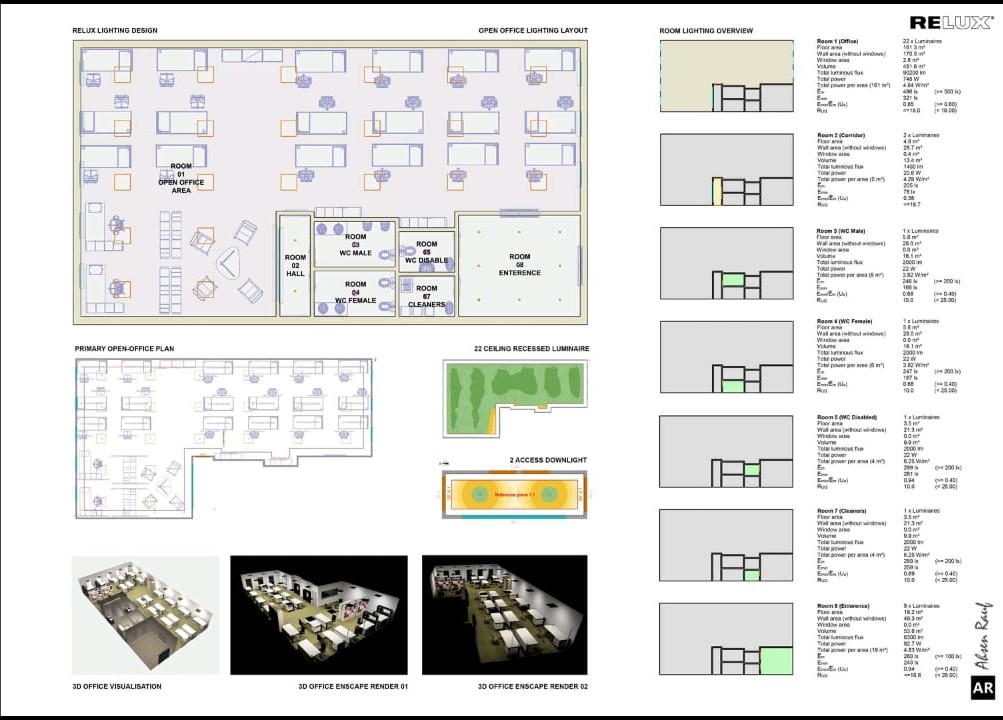 RELUX
RELUX LIGHTING DESIGN
OPEN OFFICE LIGHTING LAYOUT
ROOM
01
OPEN OFFICE
AREA
ROOM
02
HALL
ROOM
03
WC MALE
ROOM
04
WC FEMALE
ROOM
05
WC DISABLE
ROOM
07
CLEANERS
ROOM
08
ENTERENCE
PRIMARY OPEN-OFFICE PLAN
22 CEILING RECESSED LUMINAIRE
2 ACCESS DOWNLIGHT
Reference plane 1.1
3D OFFICE VISUALISATION
3D OFFICE ENSCAPE RENDER 01
3D OFFICE ENSCAPE RENDER 02
ROOM LIGHTING OVERVIEW
Room 1 (Office) 22 x Luminaires
Floor area 161.3 m²
Wall area (without windows) 170.5 m²
Window area 2.8 m²
Volume 451.6 m³
Total luminous flux 90200 lm
Total power 748 W
Total power per area (161 m²) 4.64 W/m²
Em 498 lx (>= 500 lx)
Emin 321 lx
Emin/Em (Uo) 0.65 (>= 0.60)
RUG <=19.0 (< 19.00)
Room 2 (Corridor) 2 x Luminaires
Floor area 4.8 m²
Wall area (without windows) 29.7 m²
Window area 0.4 m²
Volume 13.4 m³
Total luminous flux 1460 lm
Total power 20.6 W
Total power per area (5 m²) 4.29 W/m²
Em 205 lx
Emin 78 lx
Emin/Em (Uo) 0.38
RUG <=18.7
Room 3 (WC Male) 1 x Luminaires
Floor area 5.8 m²
Wall area (without windows) 28.0 m²
Window area 0.0 m²
Volume 16.1 m³
Total luminous flux 2000 lm
Total power 22 W
Total power per area (6 m²) 3.82 W/m²
Em 246 lx (>= 200 lx)
Emin 168 lx
Emin/Em (Uo) 0.68 (>= 0.40)
RUG 10.0 (< 25.00)
Room 4 (WC Female) 1 x Luminaires
Floor area 5.8 m²
Wall area (without windows) 28.0 m²
Window area 0.0 m²
Volume 16.1 m³
Total luminous flux 2000 lm
Total power 22 W
Total power per area (6 m²) 3.82 W/m²
Em 247 lx (>= 200 lx)
Emin 167 lx
Emin/Em (Uo) 0.68 (>= 0.40)
RUG 10.0 (< 25.00)
Room 5 (WC Disabled) 1 x Luminaires
Floor area 3.5 m²
Wall area (without windows) 21.3 m²
Window area 0.0 m²
Volume 9.9 m³
Total luminous flux 2000 lm
Total power 22 W
Total power per area (4 m²) 6.25 W/m²
Em 299 lx (>= 200 lx)
Emin 281 lx
Emin/Em (Uo) 0.94 (>= 0.40)
RUG 10.0 (< 25.00)
Room 7 (Cleaners) 1 x Luminaires
Floor area 3.5 m²
Wall area (without windows) 21.3 m²
Window area 0.0 m²
Volume 9.9 m³
Total luminous flux 2000 lm
Total power 22 W
Total power per area (4 m²) 6.25 W/m²
Em (>= 200 lx)
Emin 259 lx
Emin/Em (Uo) (>= 0.40)
RUG 10.0 (< 25.00)
Room 8 (Enterence) 9 x Luminaires
Floor area 19.2 m²
Wall area (without windows) 49.3 m²
Window area 0.0 m²
Volume 53.8 m³
Total luminous flux 6300 lm
Total power 92.7 W
Total power per area (19 m²) 4.83 W/m²
Em 260 lx (>= 100 lx)
Emin 243 lx
Emin/Em (Uo) 0.94 (>= 0.40)
RUG (< 28.00)
Ahsen Rauf
AR